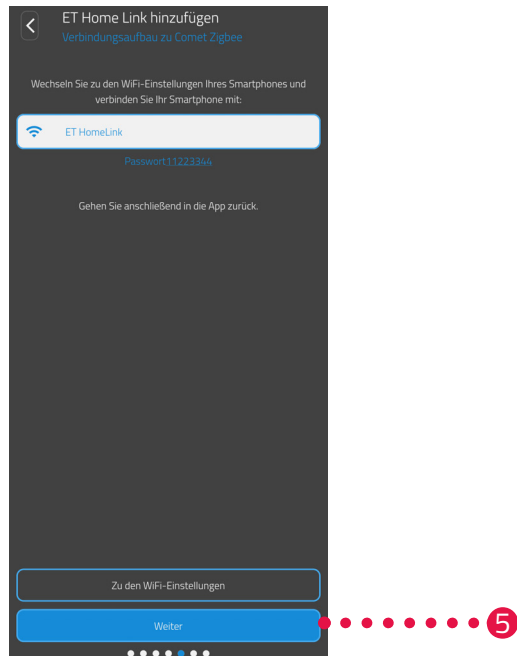 ET Home Link hinzufügen
Verbindungsaufbau zu Comet Zigbee
Wechseln Sie zu den WiFi-Einstellungen Ihres Smartphones und
verbinden Sie Ihr Smartphone mit:
ET HomeLink
Passwort11223344
Gehen Sie anschließend in die App zurück.
Zu den WiFi-Einstellungen
Weiter
5